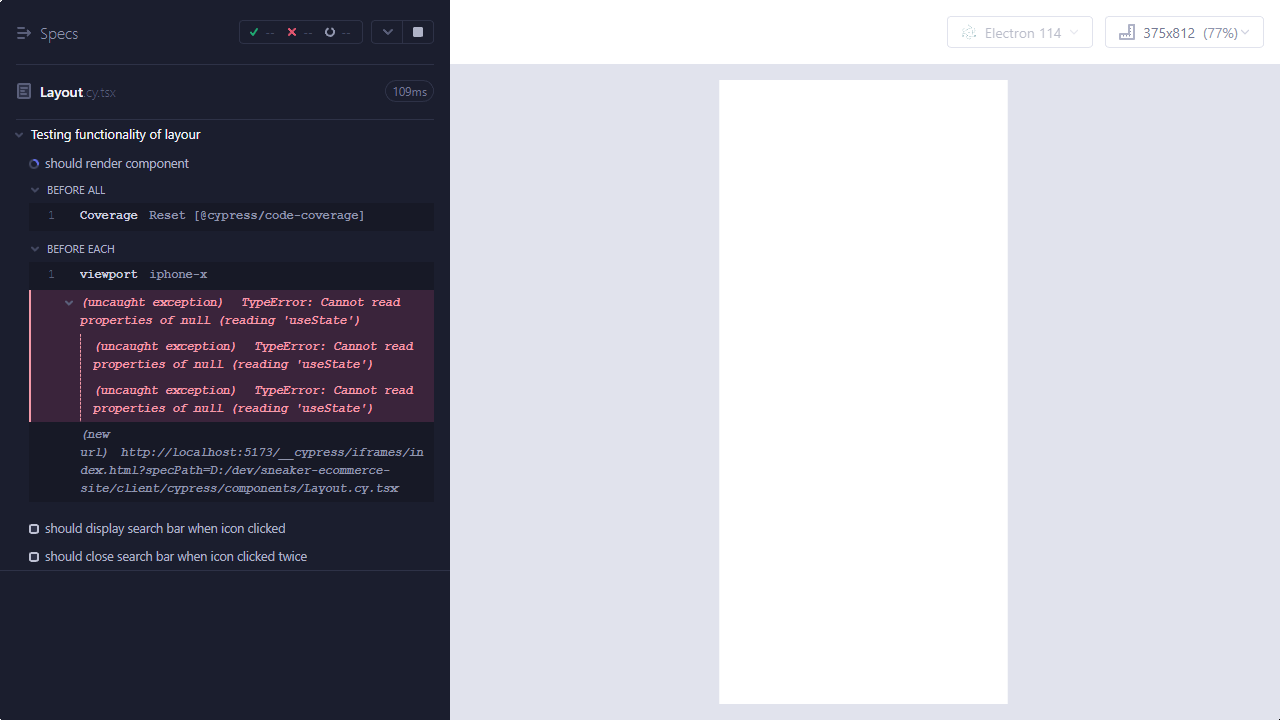 Specs
-- -- --
Electron 114
375x812 (77%)
Layout.cy.tsx
109ms
Testing functionality of layour
should render component
BEFORE ALL
1 Coverage Reset [@cypress/code-coverage]
BEFORE EACH
1 viewport iphone-x
(uncaught exception) TypeError: Cannot read
properties of null (reading 'useState')
(uncaught exception) TypeError: Cannot read
properties of null (reading 'useState')
(uncaught exception) TypeError: Cannot read
properties of null (reading 'useState')
(new
url) http://localhost:5173/__cypress/iframes/in
dex.html?specPath=D:/dev/sneaker-ecommerce-
site/client/cypress/components/Layout.cy.tsx
should display search bar when icon clicked
should close search bar when icon clicked twice